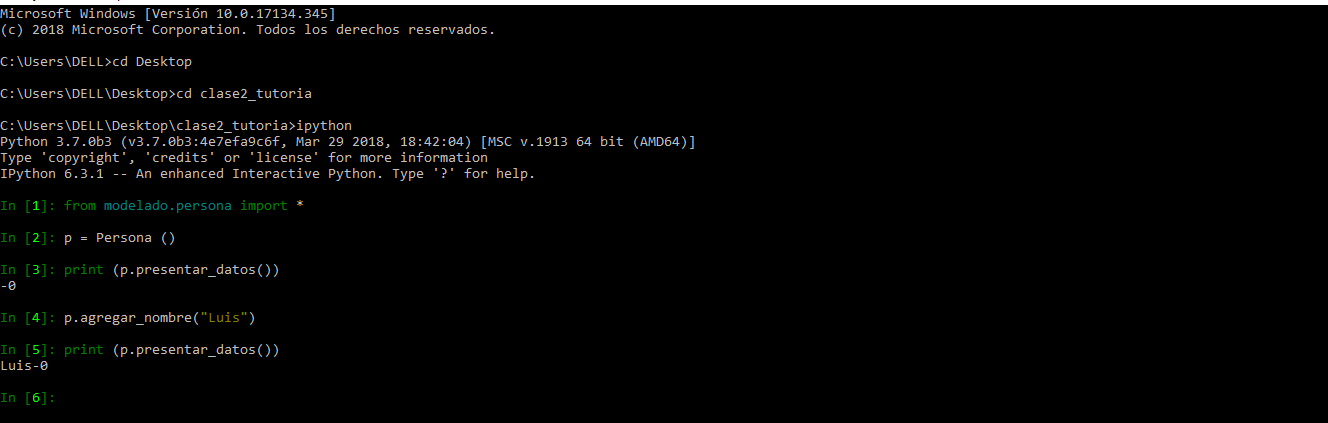 Microsoft Windows [Versión 10.0.17134.345]
(c) 2018 Microsoft Corporation. Todos los derechos reservados.
C:\Users\DELL>cd Desktop
C:\Users\DELL\Desktop>cd clase2_tutoria
C:\Users\DELL\Desktop\clase2_tutoria>ipython
Python 3.7.0b3 (v3.7.0b3:4e7efa9c6f, Mar 29 2018, 18:42:04) [MSC v.1913 64 bit (AMD64)]
Type 'copyright', 'credits' or 'license' for more information
IPython 6.3.1 -- An enhanced Interactive Python. Type '?' for help.
In [1]: from modelado.persona import *
In [2]: p = Persona ()
In [3]: print (p.presentar_datos())
-0
In [4]: p.agregar_nombre("Luis")
In [5]: print (p.presentar_datos())
Luis-0
In [6]: